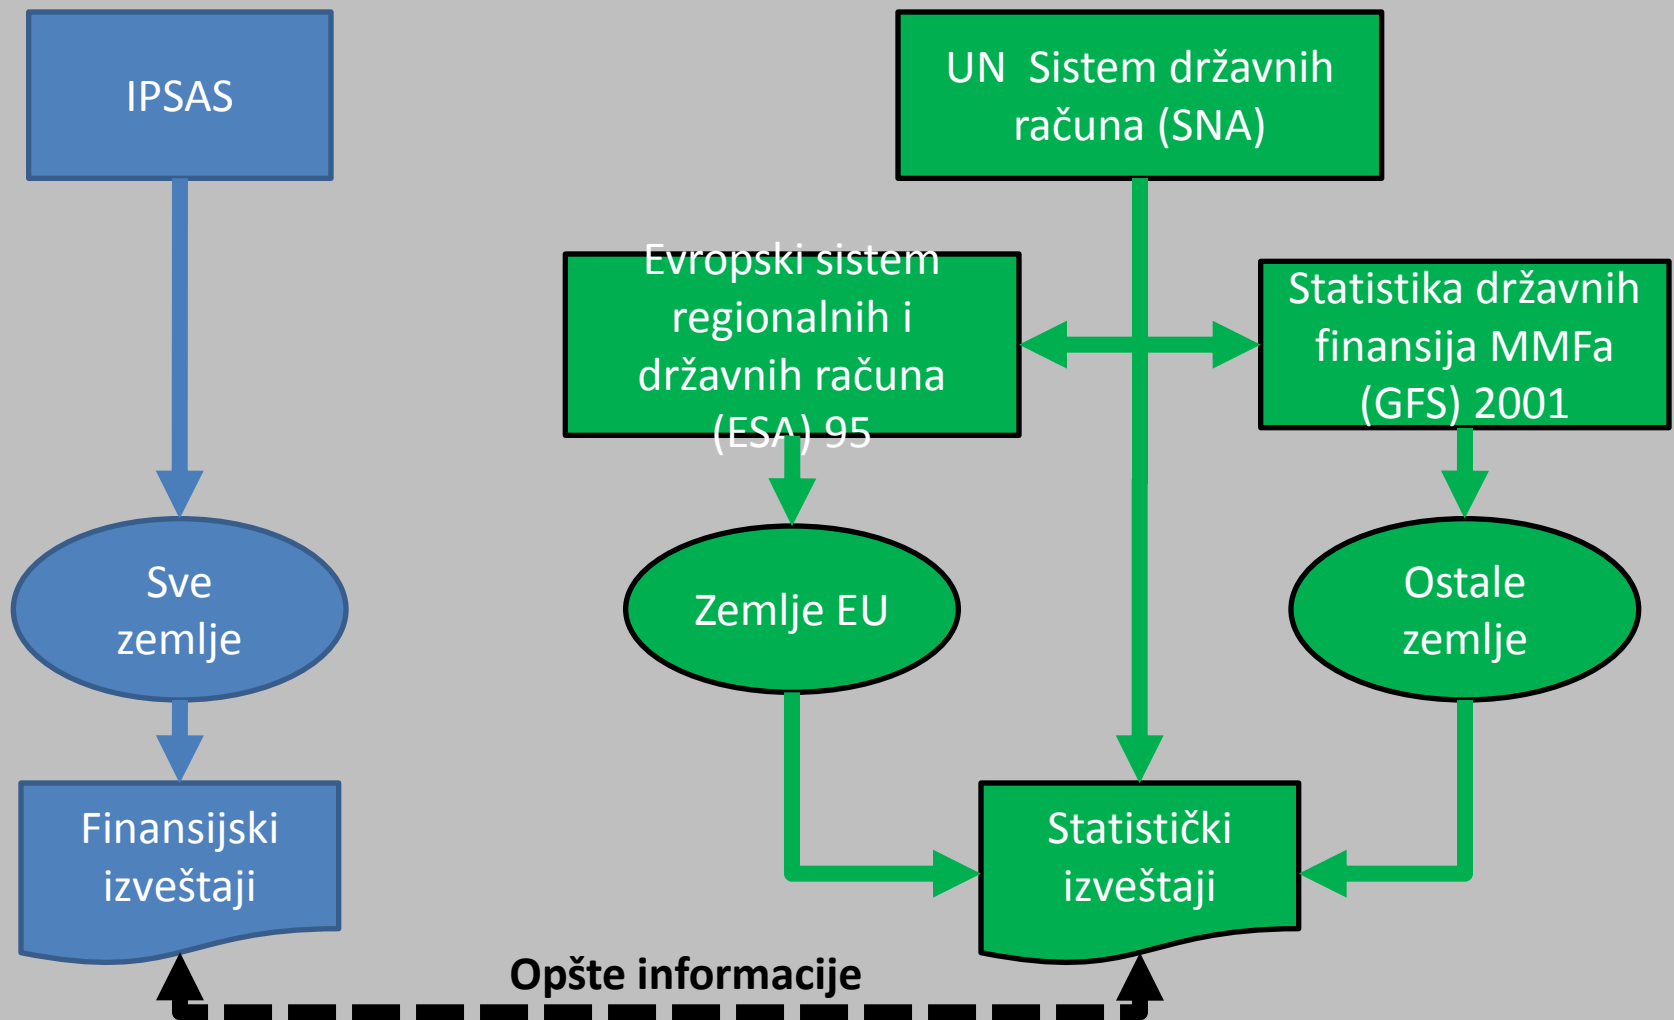 IPSAS
UN  Sistem državnih
računa (SNA)
Evropski sistem
regionalnih i
državnih računa
(ESA) 95
Statistika državnih
finansija MMFa
(GFS) 2001
Sve
zemlje
Zemlje EU
Ostale
zemlje
Finansijski
izveštaji
Statistički
izveštaji
Opšte informacije